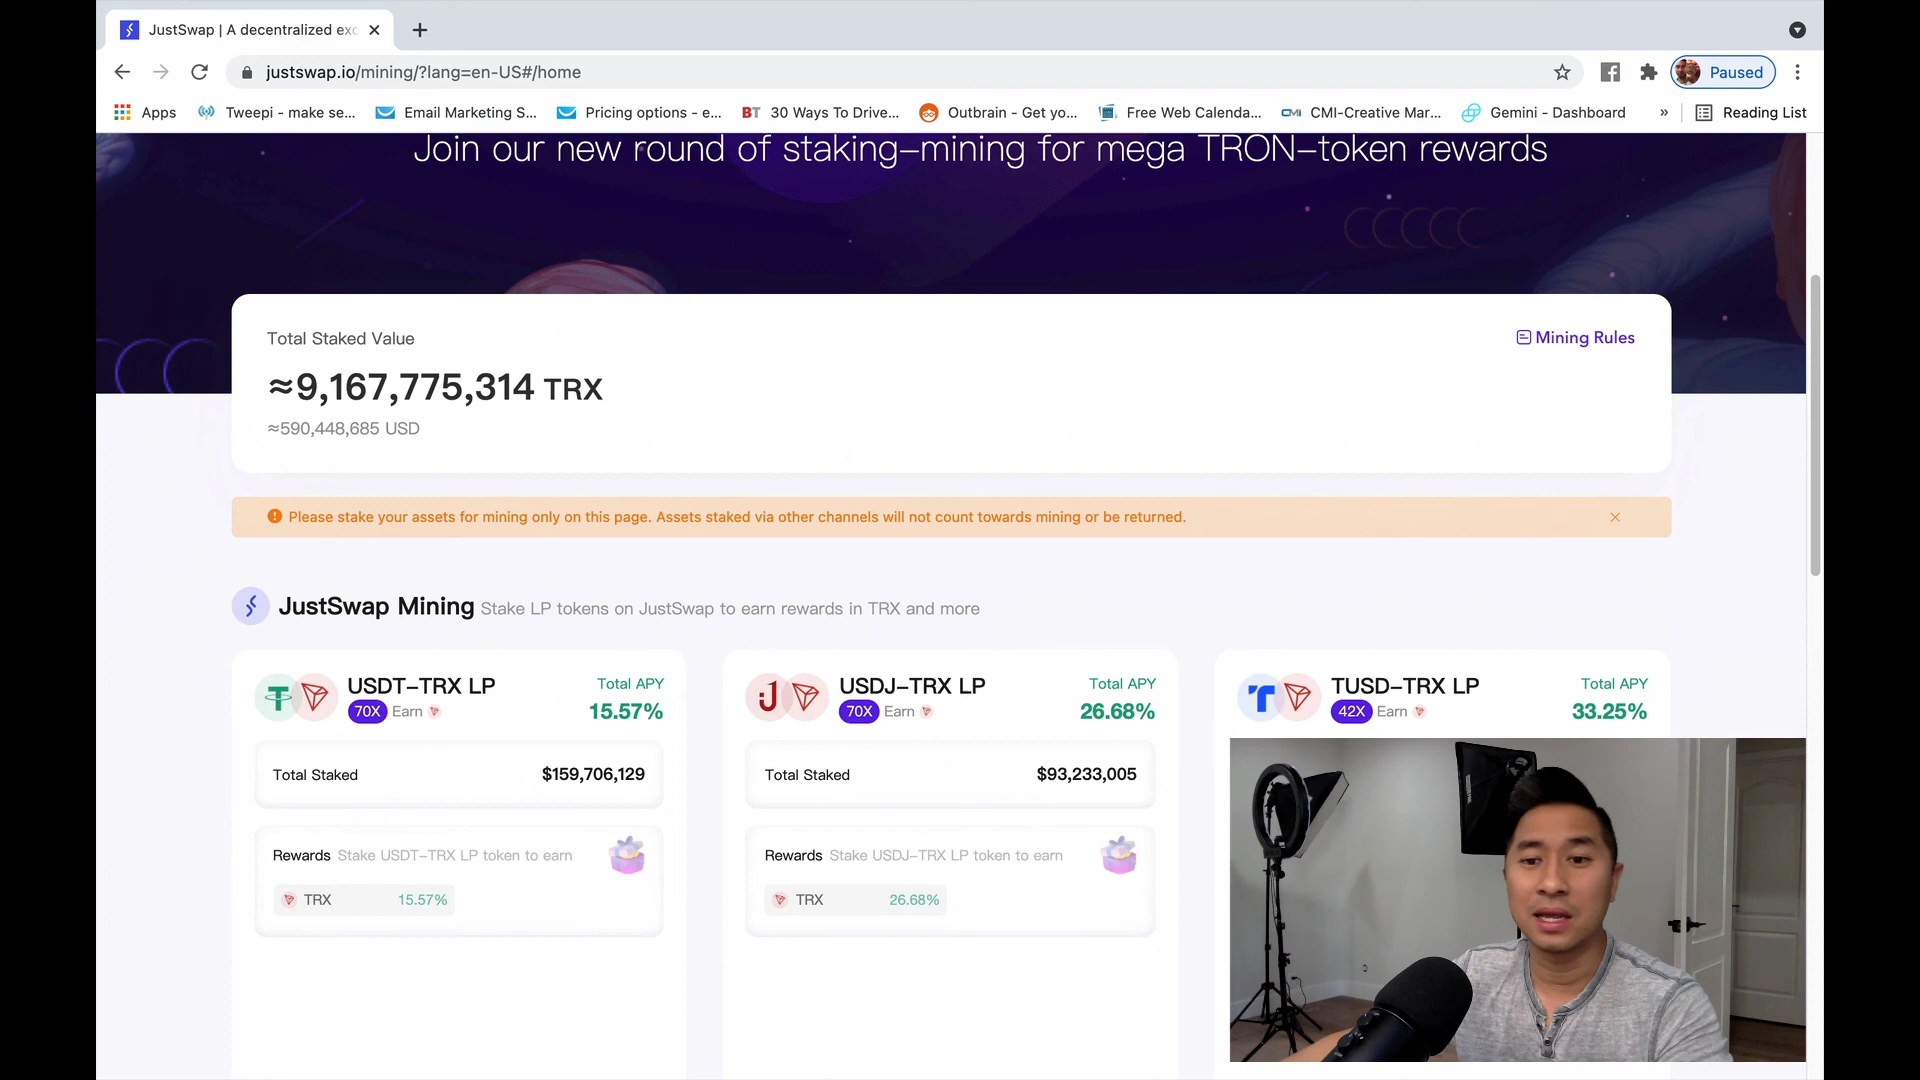 JustSwap | A decentralized exc
justswap.io/mining/?lang=en-US#/home
Paused
Apps
Tweepi - make se...
Email Marketing S...
Pricing options - e...
BT 30 Ways To Drive...
Outbrain - Get yo...
Free Web Calenda...
CMI CMI-Creative Mar...
Gemini - Dashboard
»
Reading List
Join our new round of staking-mining for mega TRON-token rewards
Total Staked Value
Mining Rules
≈9,167,775,314 TRX
≈590,448,685 USD
Please stake your assets for mining only on this page. Assets staked via other channels will not count towards mining or be returned.
JustSwap Mining Stake LP tokens on JustSwap to earn rewards in TRX and more
USDT-TRX LP
Total APY
70X Earn
15.57%
Total Staked
$159,706,129
Rewards Stake USDT-TRX LP token to earn
TRX 15.57%
USDJ-TRX LP
Total APY
70X Earn
26.68%
Total Staked
$93,233,005
Rewards Stake USDJ-TRX LP token to earn
TRX 26.68%
TUSD-TRX LP
Total APY
42X Earn
33.25%